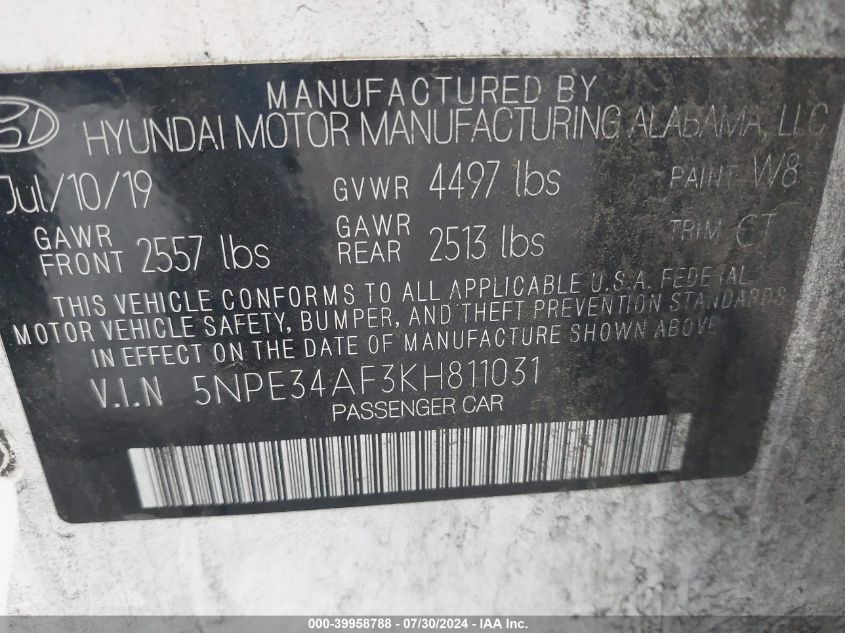 MANUFACTURED BY
HYUNDAI MOTOR MANUFACTURING ALABAMA, LLC
Jul/10/19 GVWR 4497 lbs PAINT W8
GAWR FRONT 2557 lbs GAWR REAR 2513 lbs TRIM CT
THIS VEHICLE CONFORMS TO ALL APPLICABLE U.S.A. FEDERAL
MOTOR VEHICLE SAFETY, BUMPER, AND THEFT PREVENTION STANDARDS
IN EFFECT ON THE DATE OF MANUFACTURE SHOWN ABOVE
V.I.N 5NPE34AF3KH811031
PASSENGER CAR
000-39958788 - 07/30/2024 - IAA Inc.